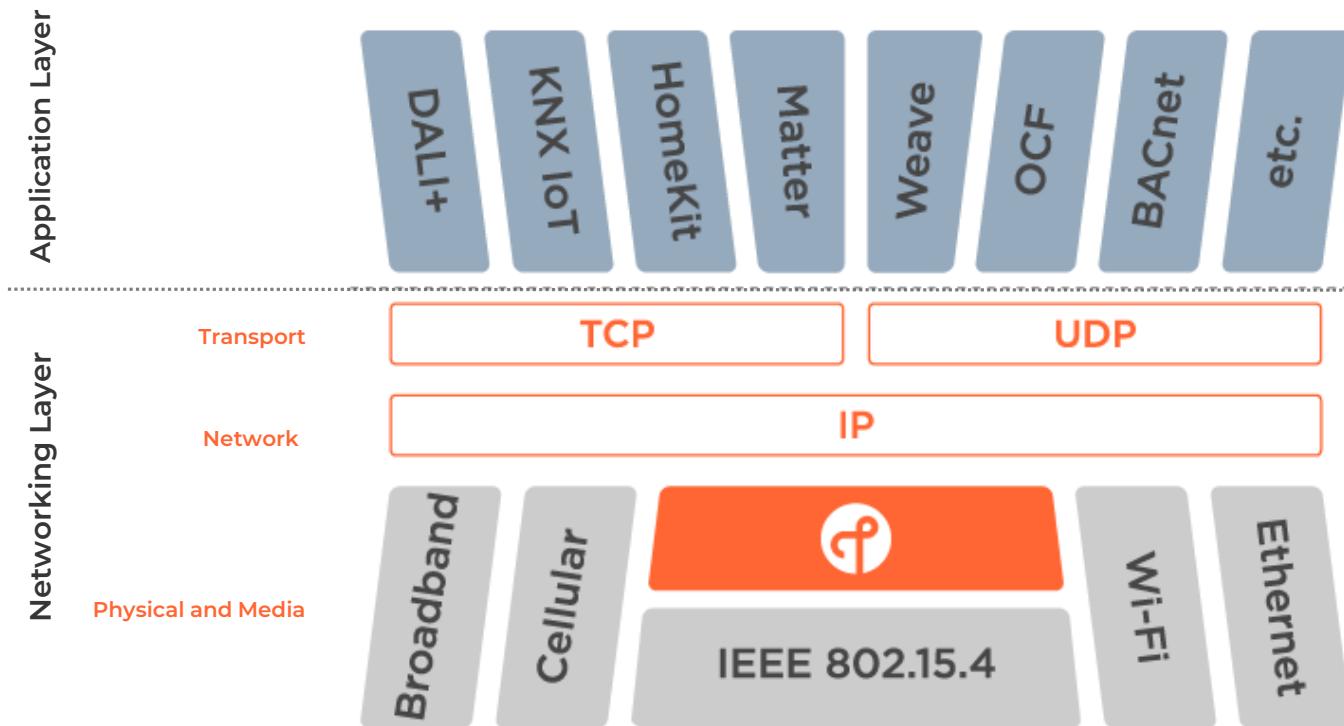 Application Layer
DALI+
KNX IoT
HomeKit
Matter
Weave
OCF
BACnet
etc.
Networking Layer
Transport
TCP
UDP
Network
IP
Physical and Media
Broadband
Cellular
IEEE 802.15.4
Wi-Fi
Ethernet